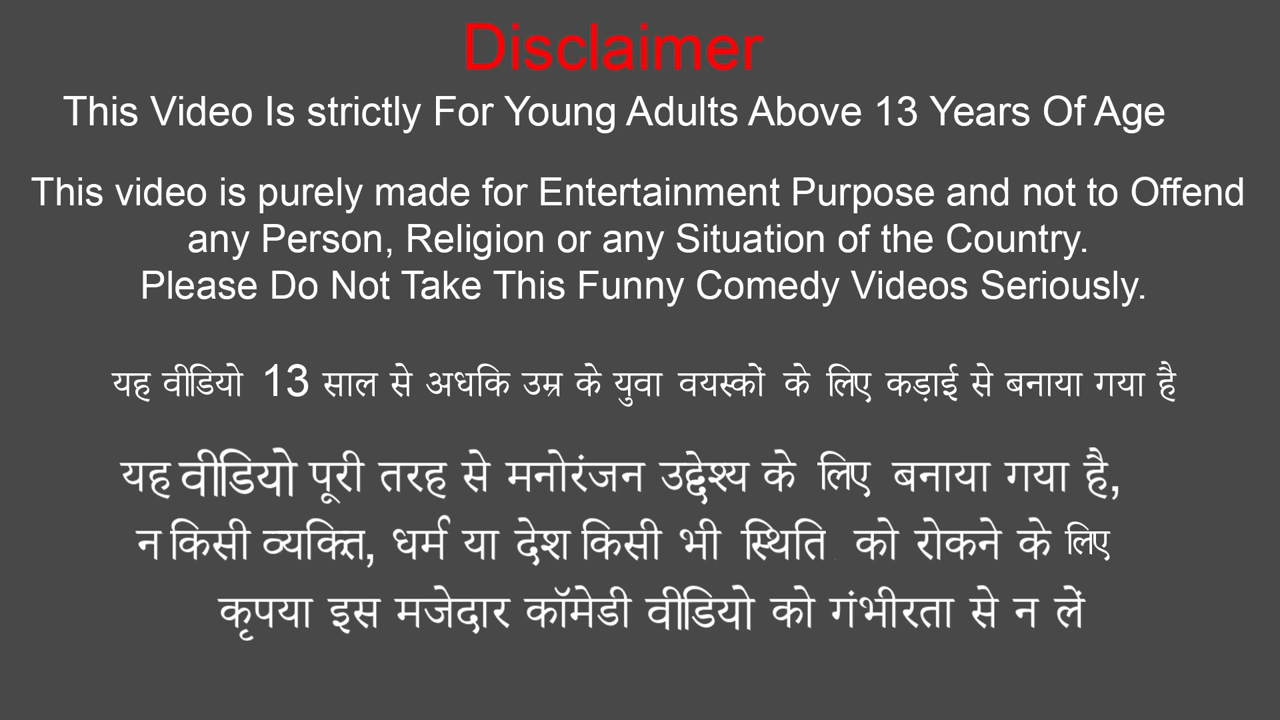 Disclaimer
This Video Is strictly For Young Adults Above 13 Years Of Age
This video is purely made for Entertainment Purpose and not to Offend
any Person, Religion or any Situation of the Country.
Please Do Not Take This Funny Comedy Videos Seriously.
यह वीडियो 13 साल से अधकि उम्र के युवा वयस्कों के लिए कड़ाई से बनाया गया है
यह वीडियो पूरी तरह से मनोरंजन उद्देश्य के लिए बनाया गया है,
न किसी व्यक्ति, धर्म या देश किसी भी स्थिति को रोकने के लिए
कृपया इस मजेदार कॉमेडी वीडियो को गंभीरता से न लें